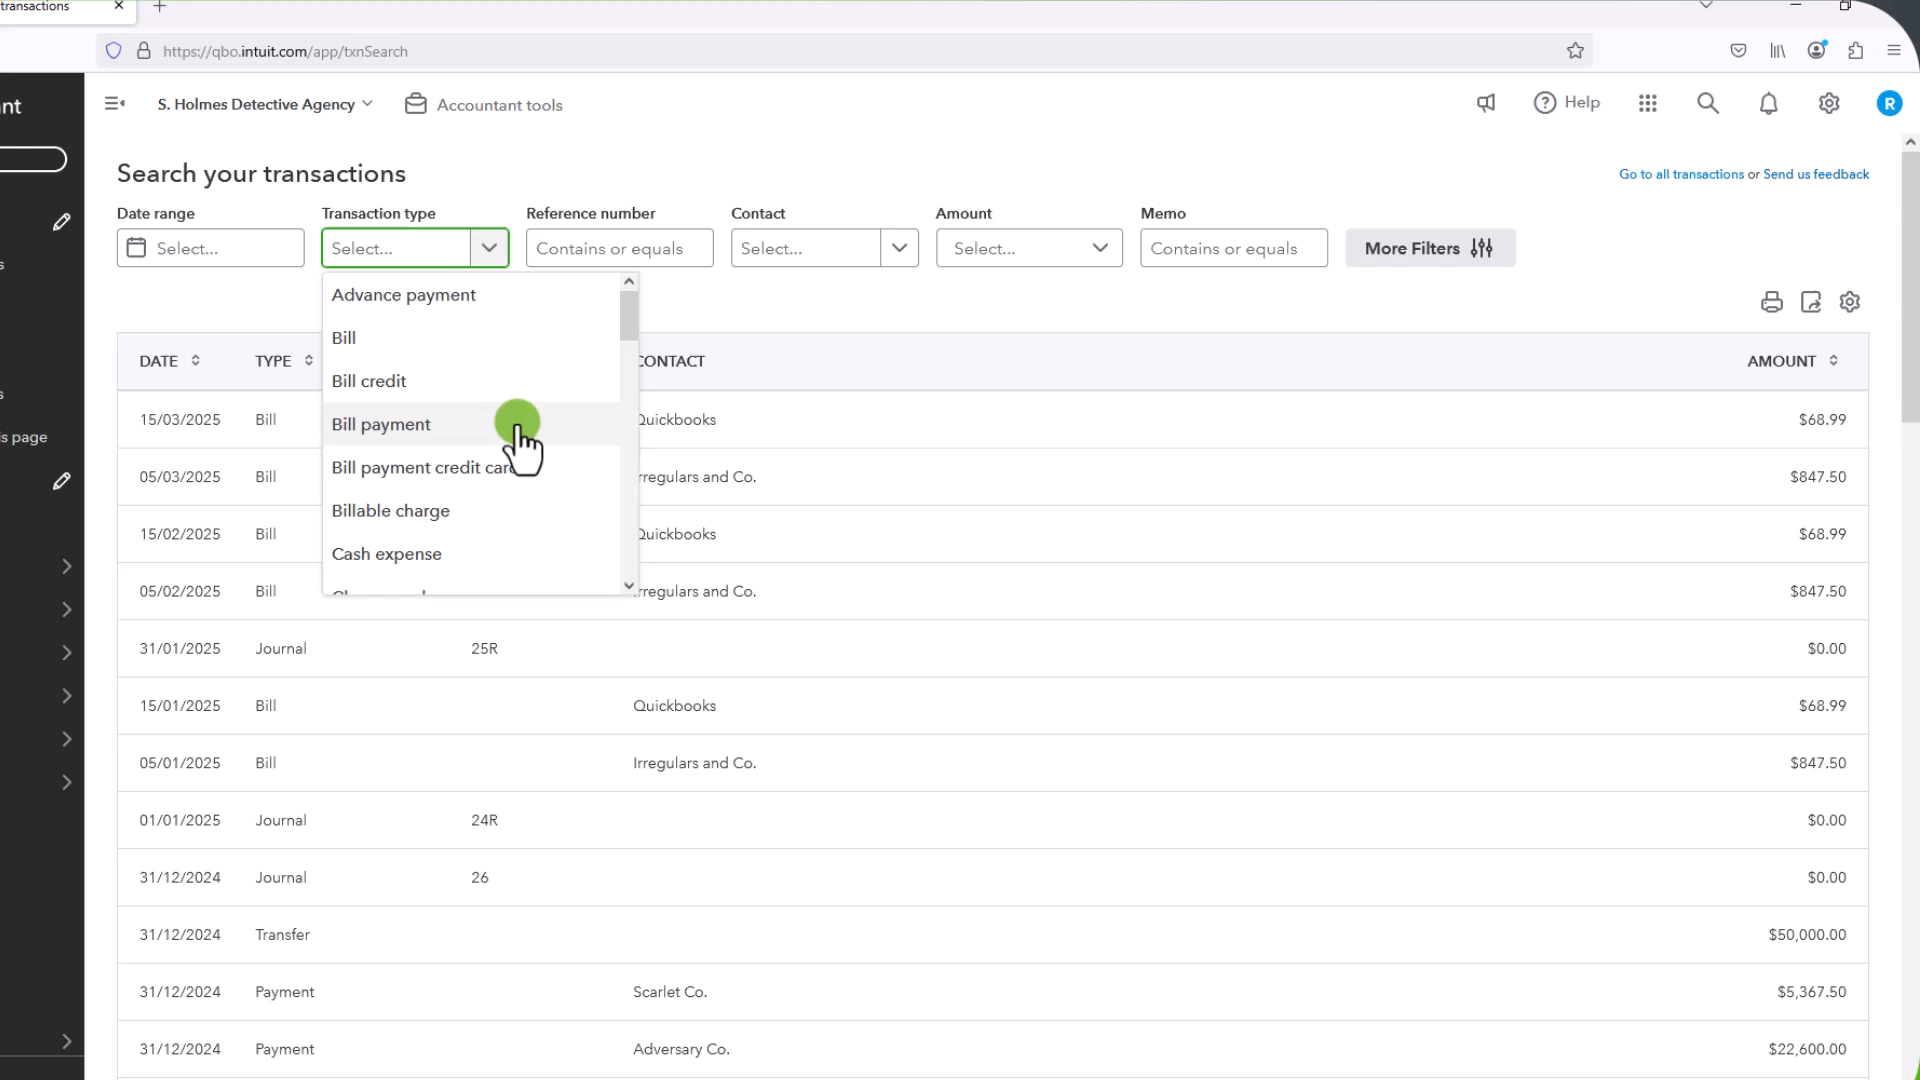 transactions
https://qbo.intuit.com/app/txnSearch
nt
S. Holmes Detective Agency
Accountant tools
Help
R
Search your transactions
Go to all transactions or Send us feedback
Date range Transaction type Reference number Contact Amount Memo
Select... Select... Contains or equals Select... Select... Contains or equals More Filters
s
Advance payment
Bill
DATE TYPE CONTACT AMOUNT
Bill credit
s
15/03/2025 Bill Quickbooks $68.99
Bill payment
is page
Bill payment credit card
05/03/2025 Bill Irregulars and Co. $847.50
Billable charge
15/02/2025 Bill Quickbooks $68.99
Cash expense
05/02/2025 Bill Irregulars and Co. $847.50
31/01/2025 Journal 25R $0.00
15/01/2025 Bill Quickbooks $68.99
05/01/2025 Bill Irregulars and Co. $847.50
01/01/2025 Journal 24R $0.00
31/12/2024 Journal 26 $0.00
31/12/2024 Transfer $50,000.00
31/12/2024 Payment Scarlet Co. $5,367.50
31/12/2024 Payment Adversary Co. $22,600.00